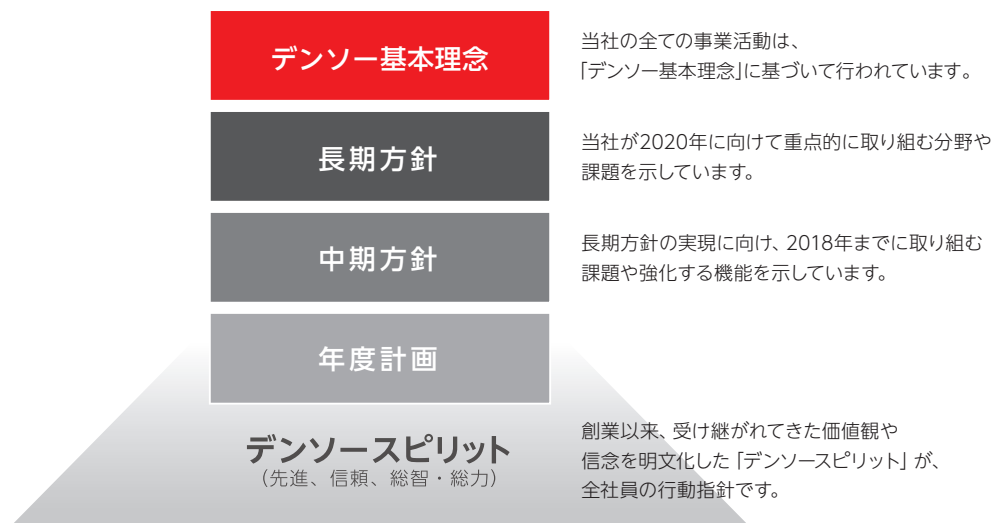 デンソー基本理念
当社の全ての事業活動は、
「デンソー基本理念」に基づいて行われています。
長期方針
当社が2020年に向けて重点的に取り組む分野や
課題を示しています。
中期方針
長期方針の実現に向け、2018年までに取り組む
課題や強化する機能を示しています。
年度計画
デンソースピリット
（先進、信頼、総智・総力）
創業以来、受け継がれてきた価値観や
信念を明文化した「デンソースピリット」が、
全社員の行動指針です。